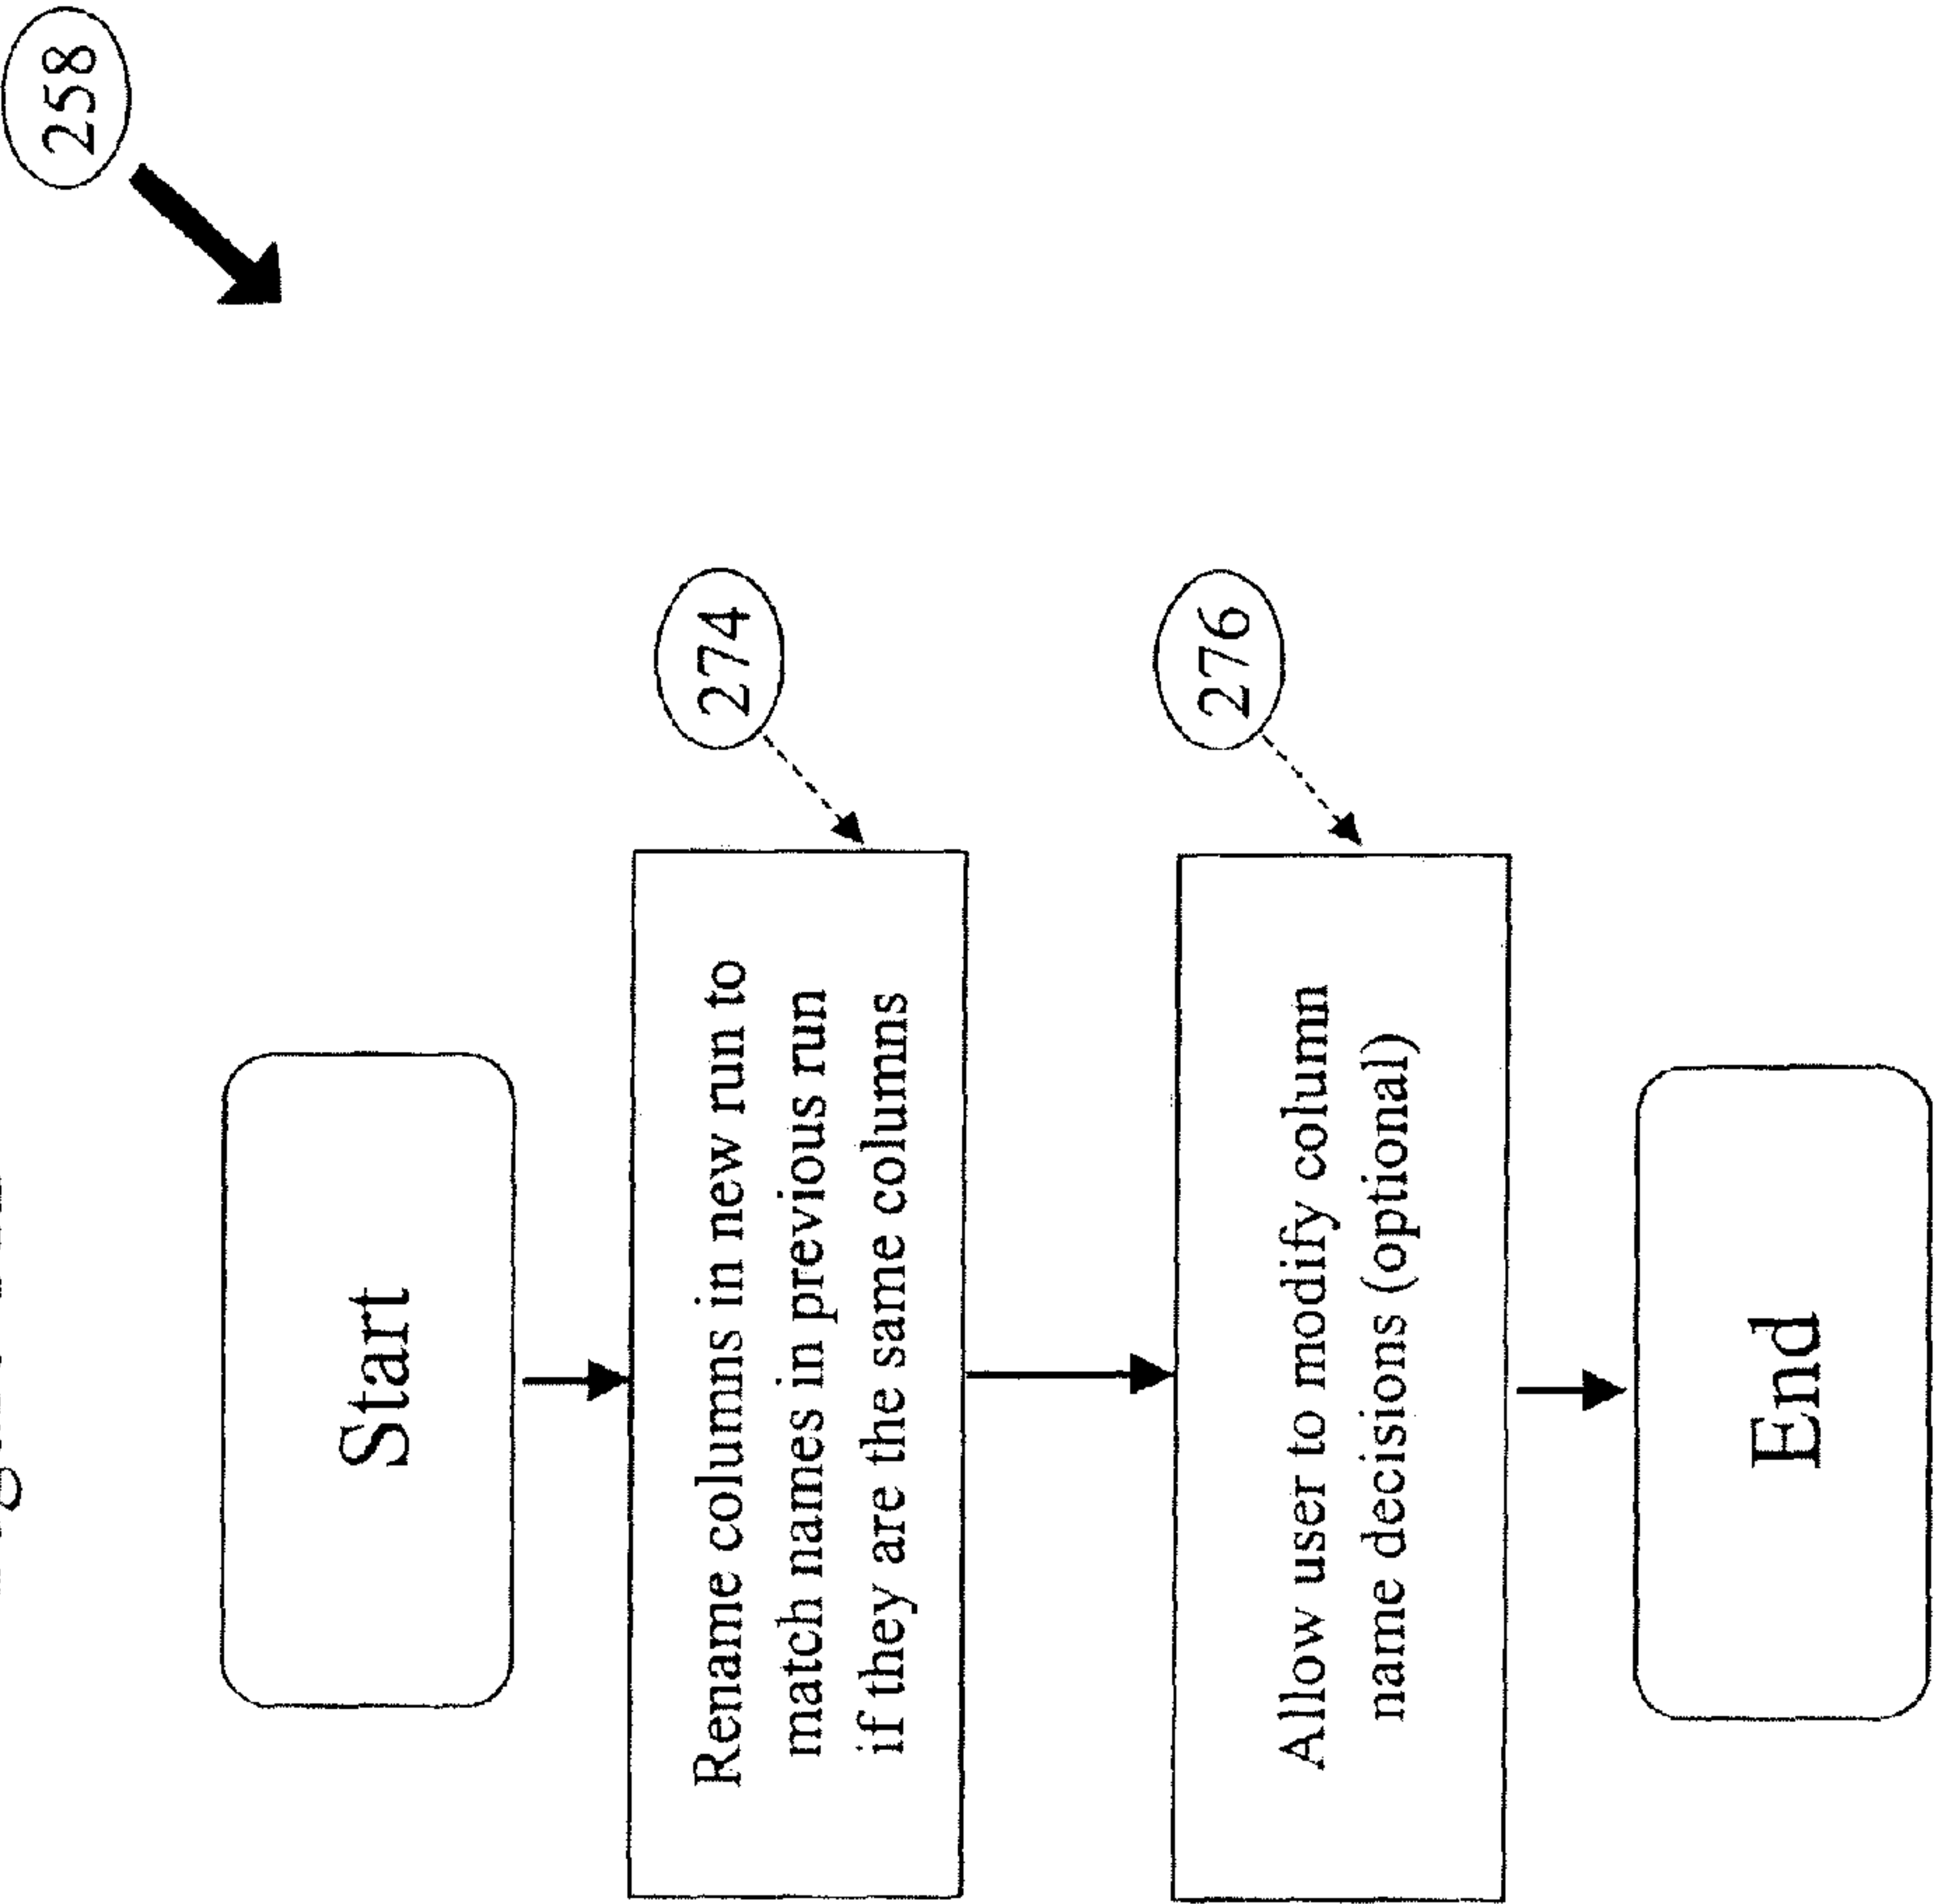 258
Start
274
Rename columns in new run to
match names in previous run
if they are the same columns
276
Allow user to modify column
name decisions (optional)
End